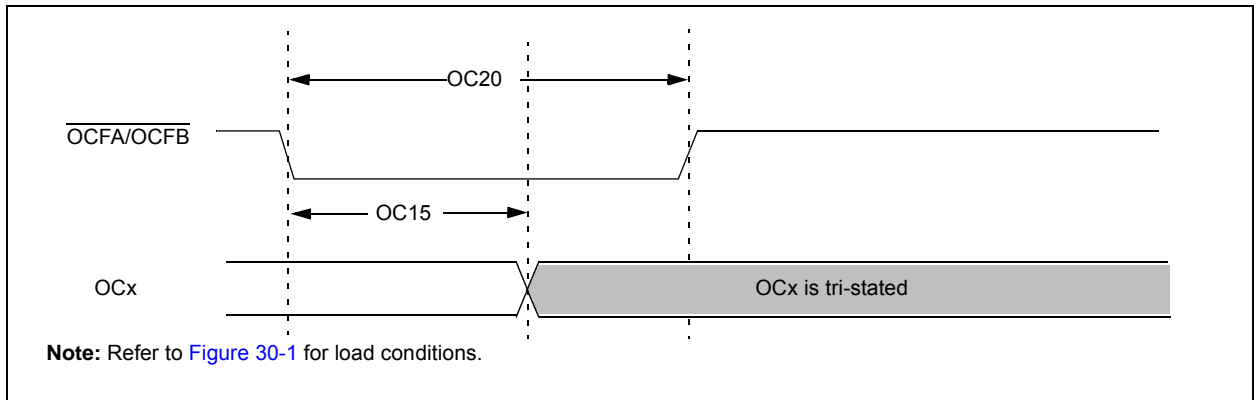 OC20
OCFA/OCFB
OC15
OCx
OCx is tri-stated
Note: Refer to Figure 30-1 for load conditions.